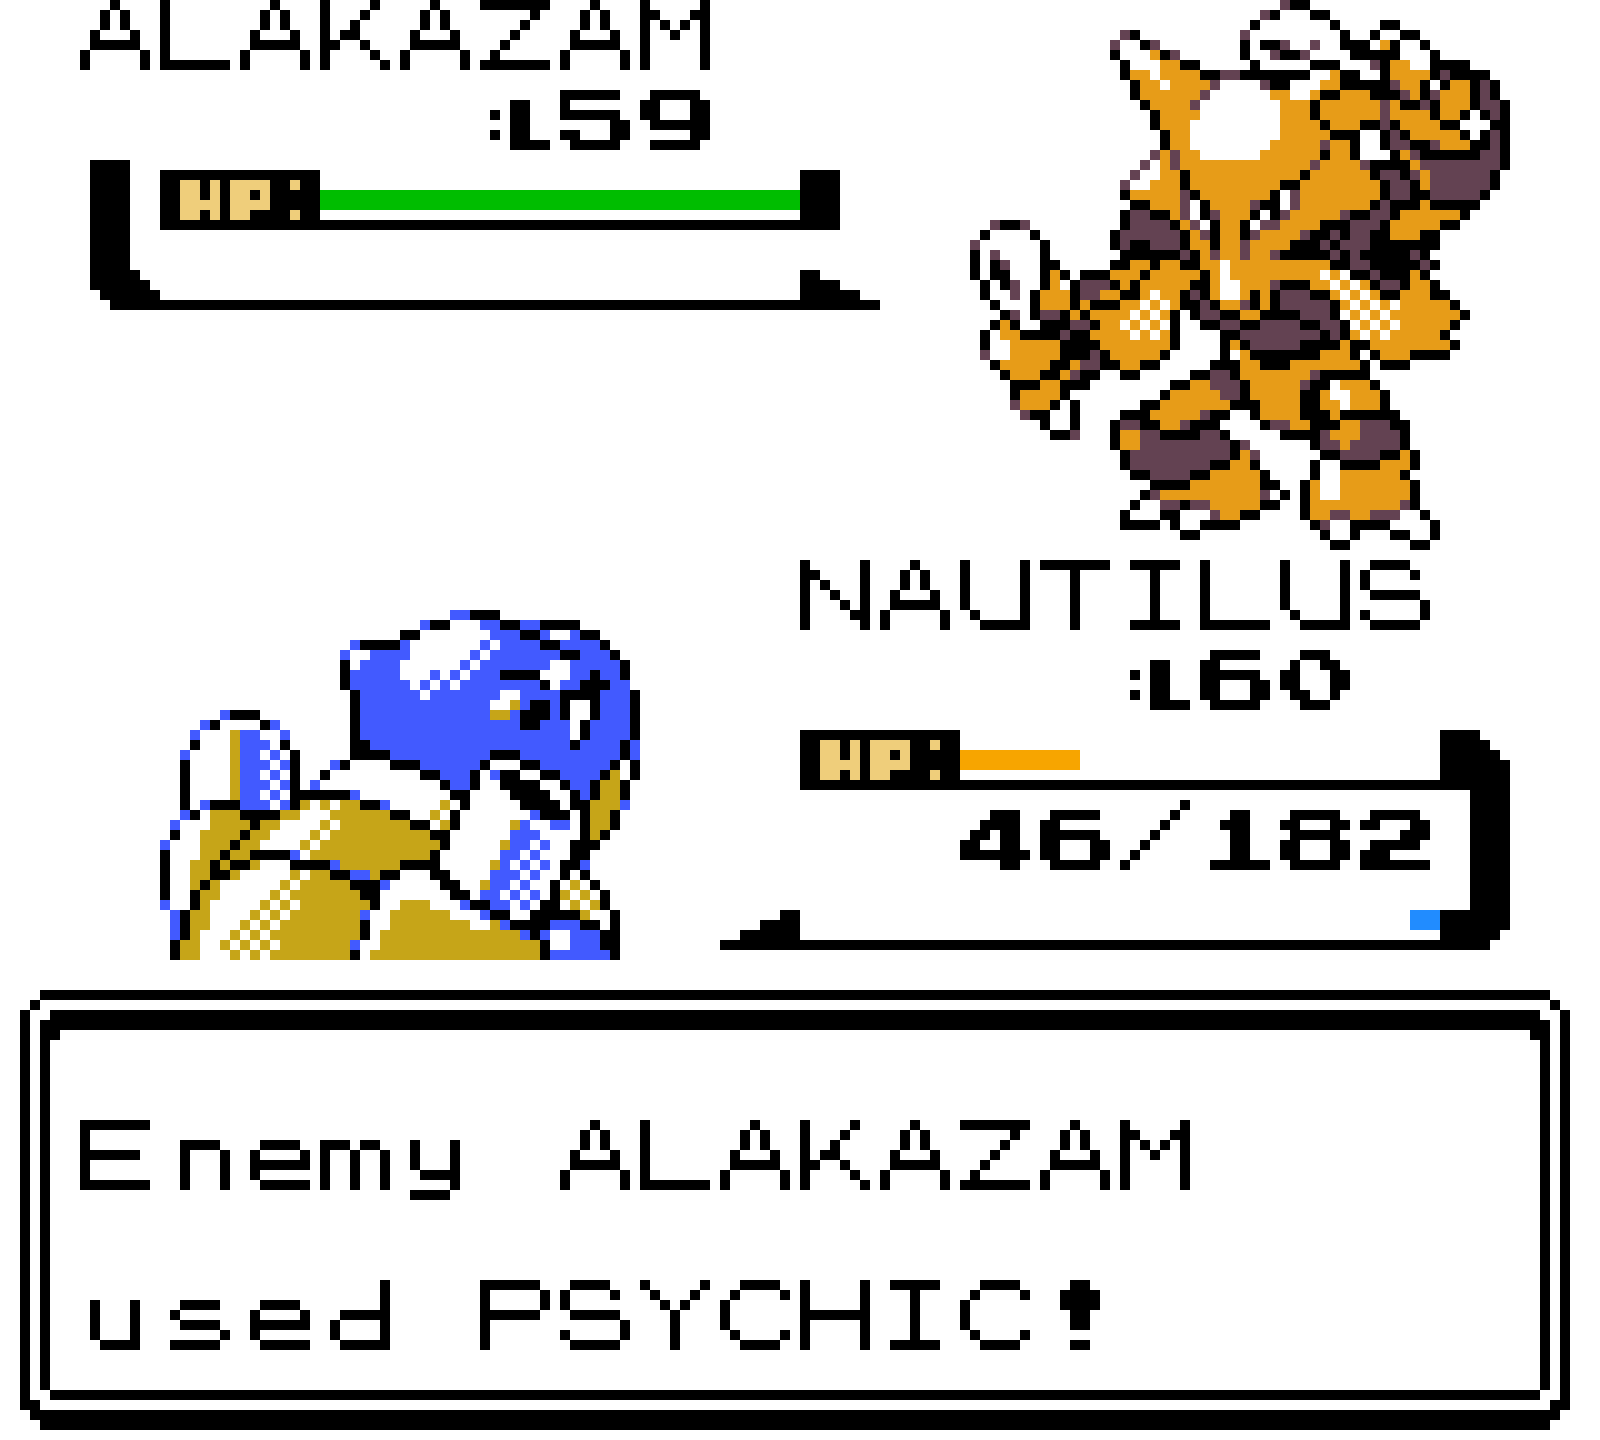 ALAKAZAM
:L59
HP:
NAUTILUS
:L60
HP:
46/182
Enemy ALAKAZAM
used PSYCHIC!